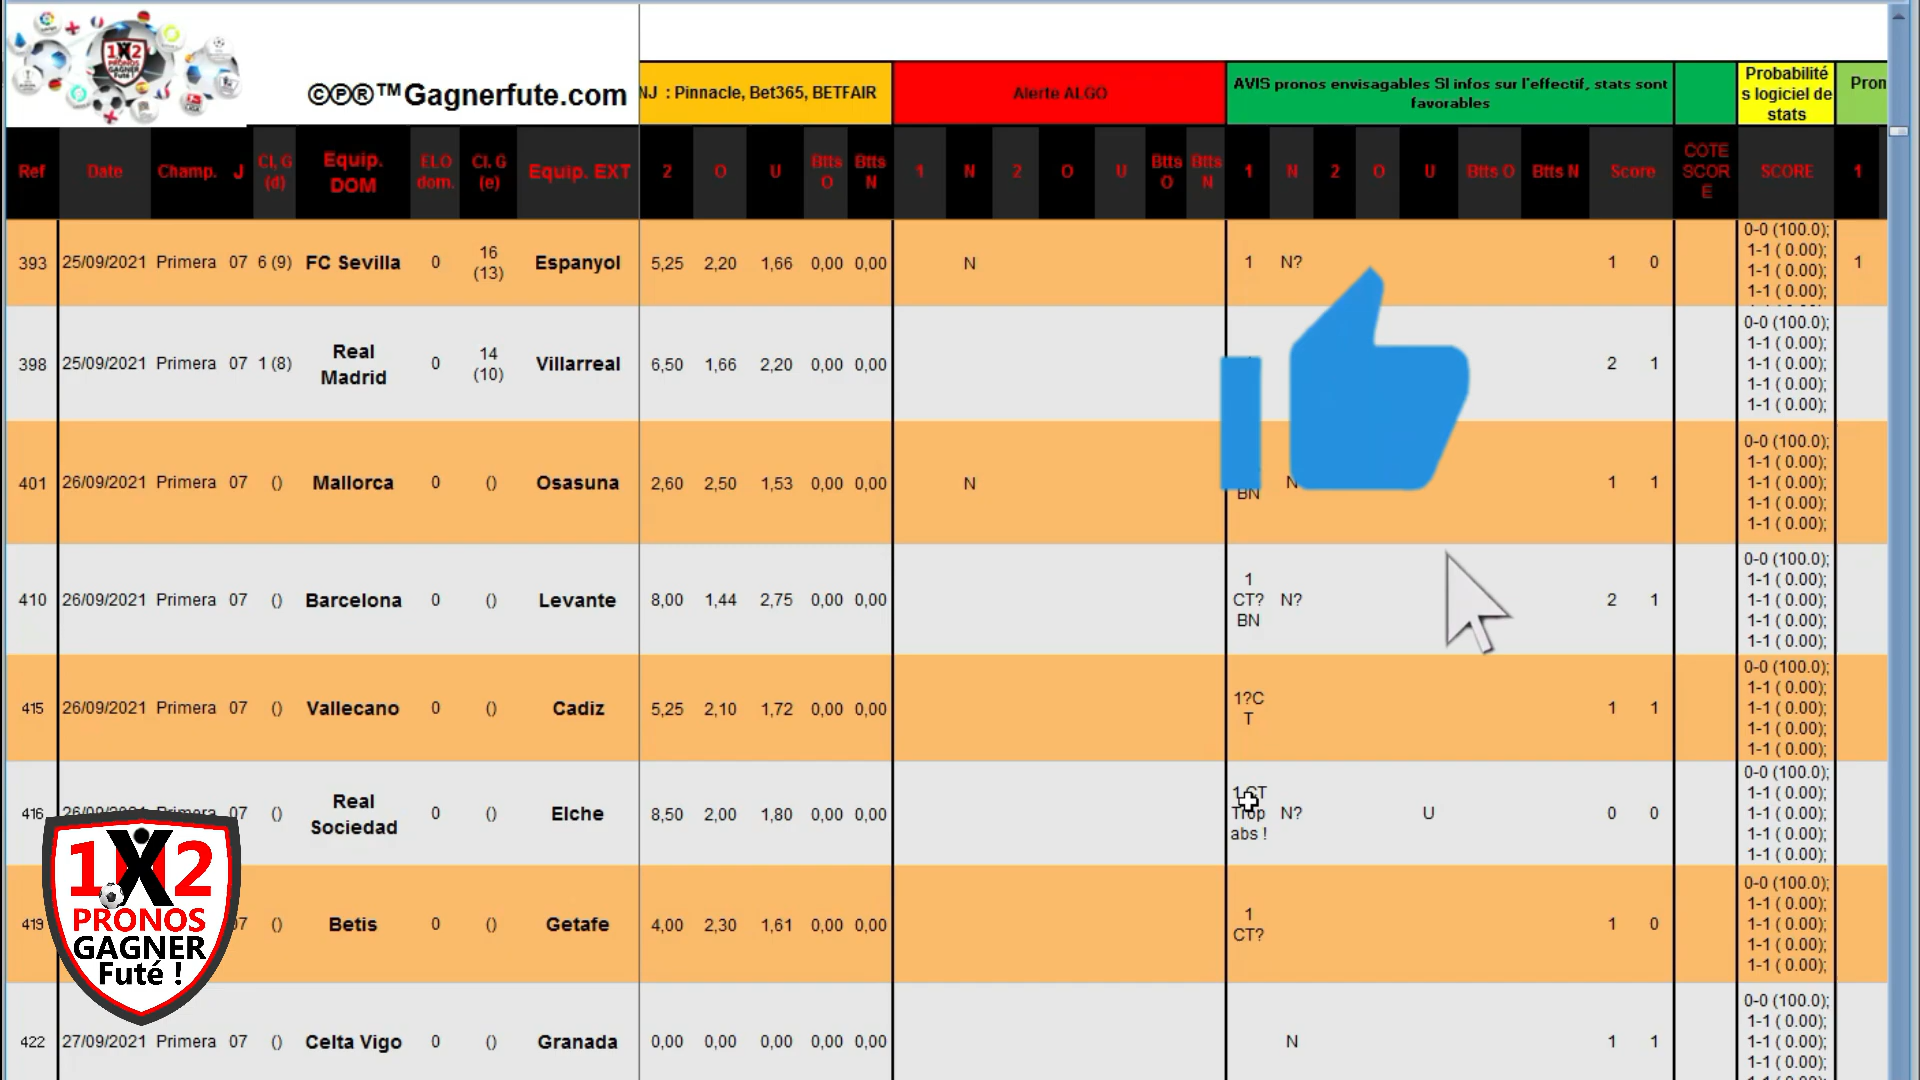 1X2
PRONOS
GAGNER
Futé !
©℗®™Gagnerfute.com
NJ : Pinnacle, Bet365, BETFAIR
Alerte ALGO
AVIS pronos envisagables SI infos sur l'effectif, stats sont
favorables
Probabilité
s logiciel de
stats
Pron
Ref Date Champ. J Cl, G (d) Equip. DOM ELO dom. Cl. G (e) Equip. EXT 2 O U Btts O Btts N 1 N 2 O U Btts O Btts N 1 N 2 O U Btts O Btts N Score COTE SCOR E SCORE 1
393 25/09/2021 Primera 07 6 (9) FC Sevilla 0 16 (13) Espanyol 5,25 2,20 1,66 0,00 0,00 N 1 N? 1 0 0-0 (100.0); 1-1 ( 0.00); 1-1 ( 0.00); 1-1 ( 0.00); 1
398 25/09/2021 Primera 07 1 (8) Real Madrid 0 14 (10) Villarreal 6,50 1,66 2,20 0,00 0,00 2 1 0-0 (100.0); 1-1 ( 0.00); 1-1 ( 0.00); 1-1 ( 0.00); 1-1 ( 0.00);
401 26/09/2021 Primera 07 () Mallorca 0 () Osasuna 2,60 2,50 1,53 0,00 0,00 N BN N 1 1 0-0 (100.0); 1-1 ( 0.00); 1-1 ( 0.00); 1-1 ( 0.00); 1-1 ( 0.00);
410 26/09/2021 Primera 07 () Barcelona 0 () Levante 8,00 1,44 2,75 0,00 0,00 1 CT? BN N? 2 1 0-0 (100.0); 1-1 ( 0.00); 1-1 ( 0.00); 1-1 ( 0.00); 1-1 ( 0.00);
415 26/09/2021 Primera 07 () Vallecano 0 () Cadiz 5,25 2,10 1,72 0,00 0,00 1?C T 1 1 0-0 (100.0); 1-1 ( 0.00); 1-1 ( 0.00); 1-1 ( 0.00); 1-1 ( 0.00);
416 26/09/2021 Primera 07 () Real Sociedad 0 () Elche 8,50 2,00 1,80 0,00 0,00 1 CT Trop abs ! N? U 0 0 0-0 (100.0); 1-1 ( 0.00); 1-1 ( 0.00); 1-1 ( 0.00); 1-1 ( 0.00);
419 07 () Betis 0 () Getafe 4,00 2,30 1,61 0,00 0,00 1 CT? 1 0 0-0 (100.0); 1-1 ( 0.00); 1-1 ( 0.00); 1-1 ( 0.00); 1-1 ( 0.00);
422 27/09/2021 Primera 07 () Celta Vigo 0 () Granada 0,00 0,00 0,00 0,00 0,00 N 1 1 0-0 (100.0); 1-1 ( 0.00); 1-1 ( 0.00); 1-1 ( 0.00);
1X2
PRONOS
GAGNER
Futé !